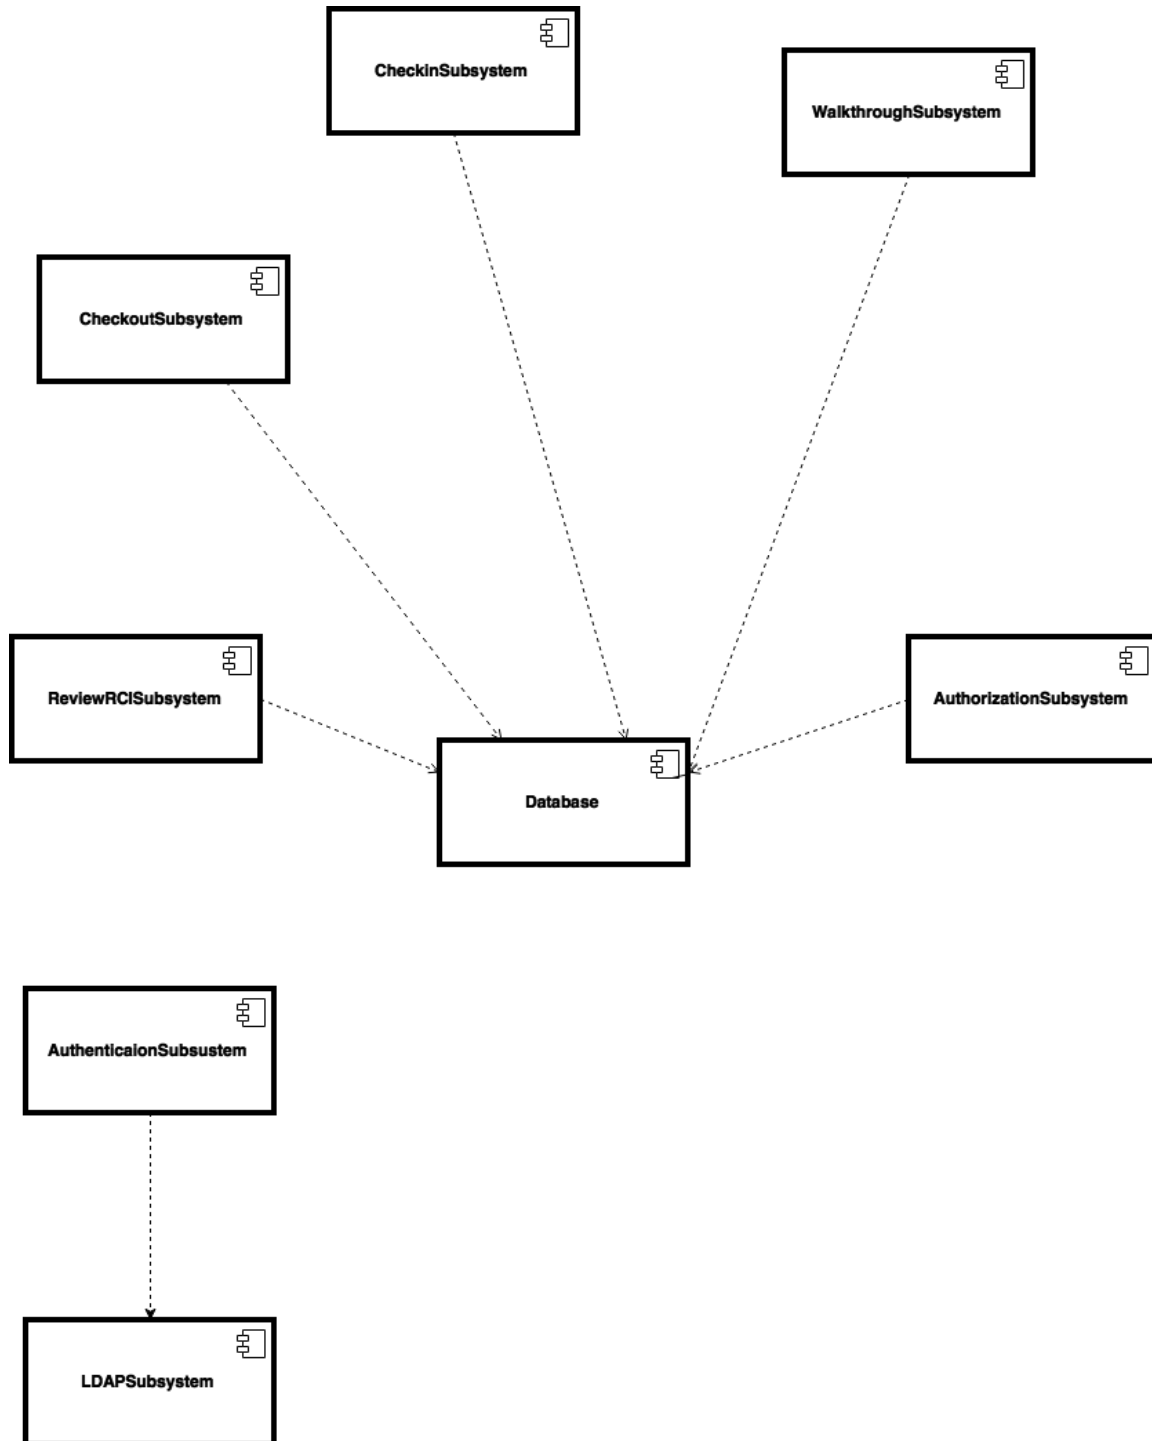 CheckinSubsystem
WalkthroughSubsystem
CheckoutSubsystem
ReviewRCISubsystem
AuthorizationSubsystem
Database
AuthenticaionSubsustem
LDAPSubsystem